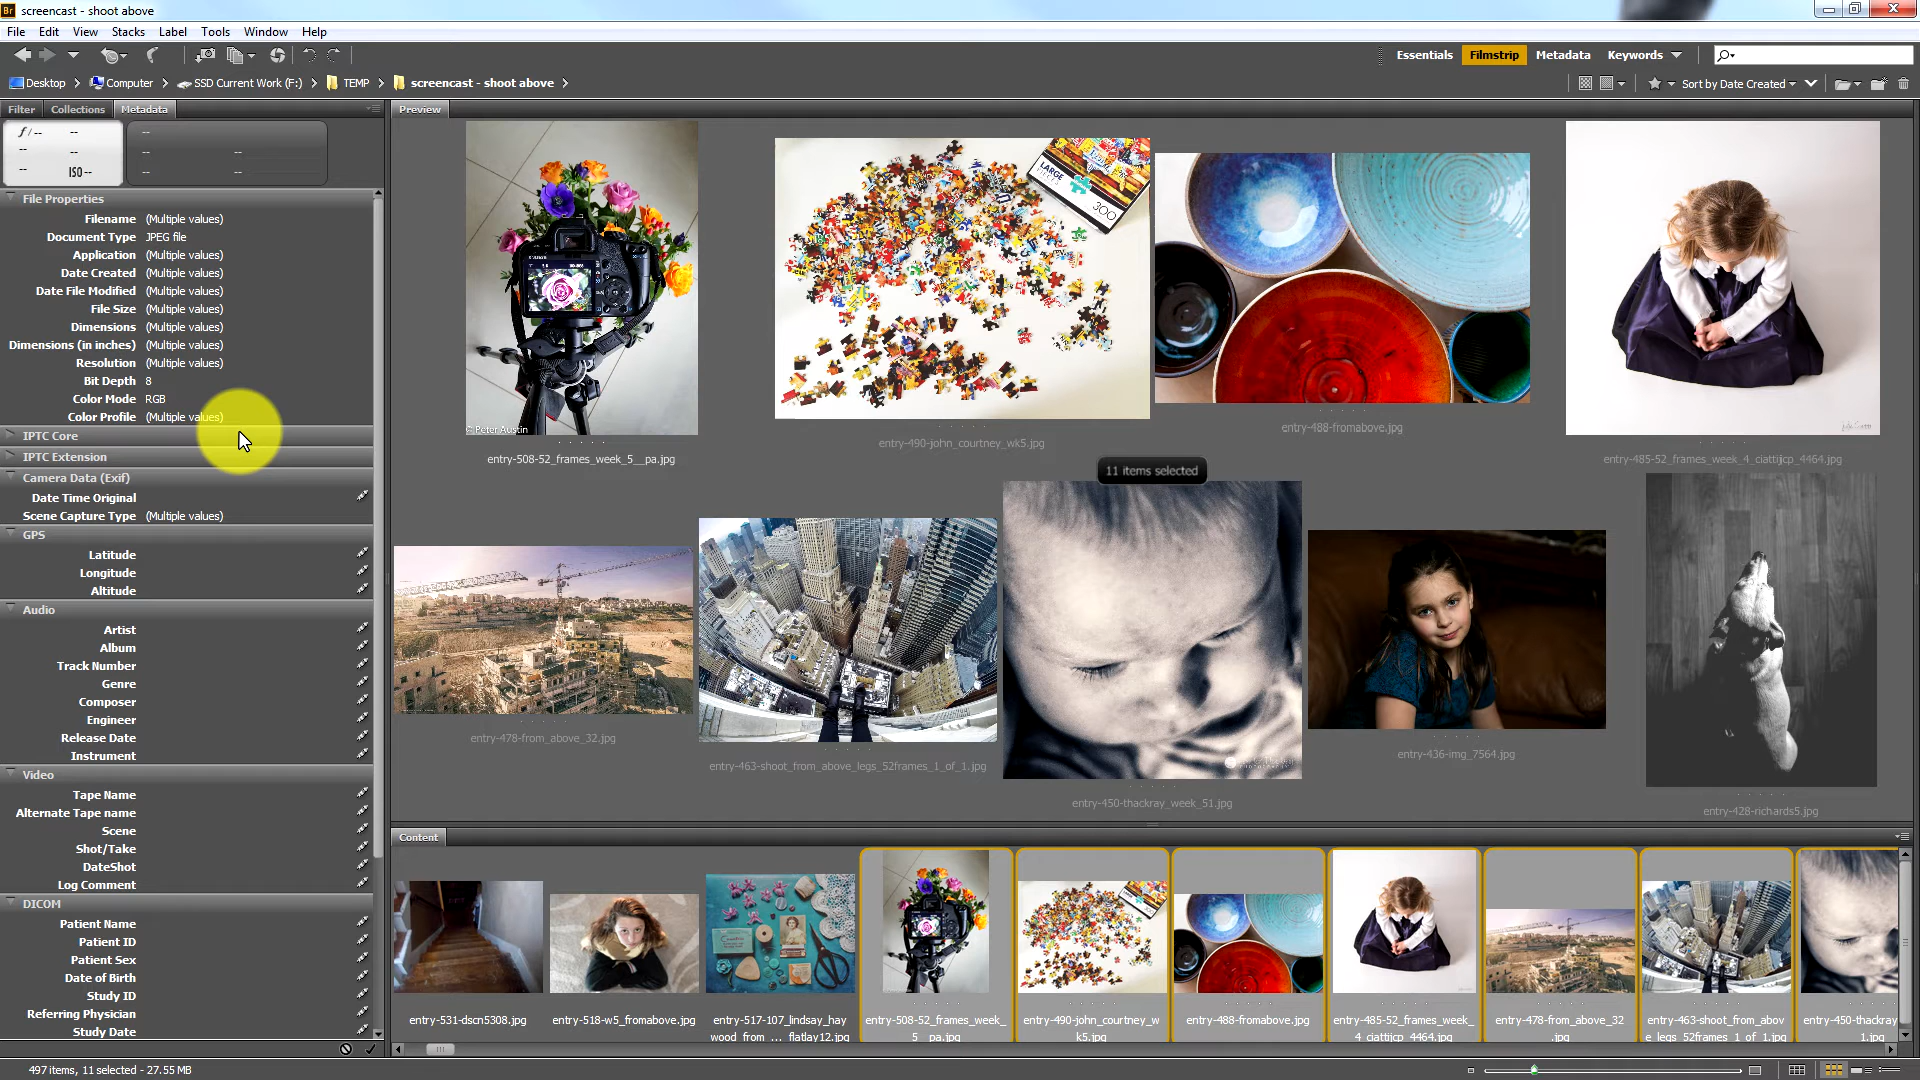 Br screencast - shoot above
File Edit View Stacks Label Tools Window Help
Essentials Filmstrip Metadata Keywords
Desktop Computer SSD Current Work (F:) TEMP screencast - shoot above
Sort by Date Created
Filter Collections Metadata
Preview
f/-- --
-- --
-- ISO--
--
-- --
-- --
File Properties
Filename (Multiple values)
Document Type JPEG file
Application (Multiple values)
Date Created (Multiple values)
Date File Modified (Multiple values)
File Size (Multiple values)
Dimensions (Multiple values)
Dimensions (in inches) (Multiple values)
Resolution (Multiple values)
Bit Depth 8
Color Mode RGB
Color Profile (Multiple values)
IPTC Core
IPTC Extension
Camera Data (Exif)
Date Time Original
Scene Capture Type (Multiple values)
GPS
Latitude
Longitude
Altitude
Audio
Artist
Album
Track Number
Genre
Composer
Engineer
Release Date
Instrument
Video
Tape Name
Alternate Tape name
Scene
Shot/Take
DateShot
Log Comment
DICOM
Patient Name
Patient ID
Patient Sex
Date of Birth
Study ID
Referring Physician
Study Date
LARGE
300
© Peter Austin
entry-508-52_frames_week_5__pa.jpg
entry-490-john_courtney_wk5.jpg
entry-488-fromabove.jpg
entry-485-52_frames_week_4_ciattijcp_4464.jpg
11 items selected
entry-478-from_above_32.jpg
entry-463-shoot_from_above_legs_52frames_1_of_1.jpg
entry-450-thackray_week_51.jpg
entry-436-img_7564.jpg
entry-428-richards5.jpg
Content
entry-531-dscn5308.jpg
entry-518-w5_fromabove.jpg
entry-517-107_lindsay_hay
wood_from_ ... _flatlay12.jpg
entry-508-52_frames_week_
5__pa.jpg
entry-490-john_courtney_w
k5.jpg
entry-488-fromabove.jpg
entry-485-52_frames_week_
4_ciattijcp_4464.jpg
entry-478-from_above_32
.jpg
entry-463-shoot_from_abov
e_legs_52frames_1_of_1.jpg
entry-450-thackray
1.jpg
497 items, 11 selected - 27.55 MB